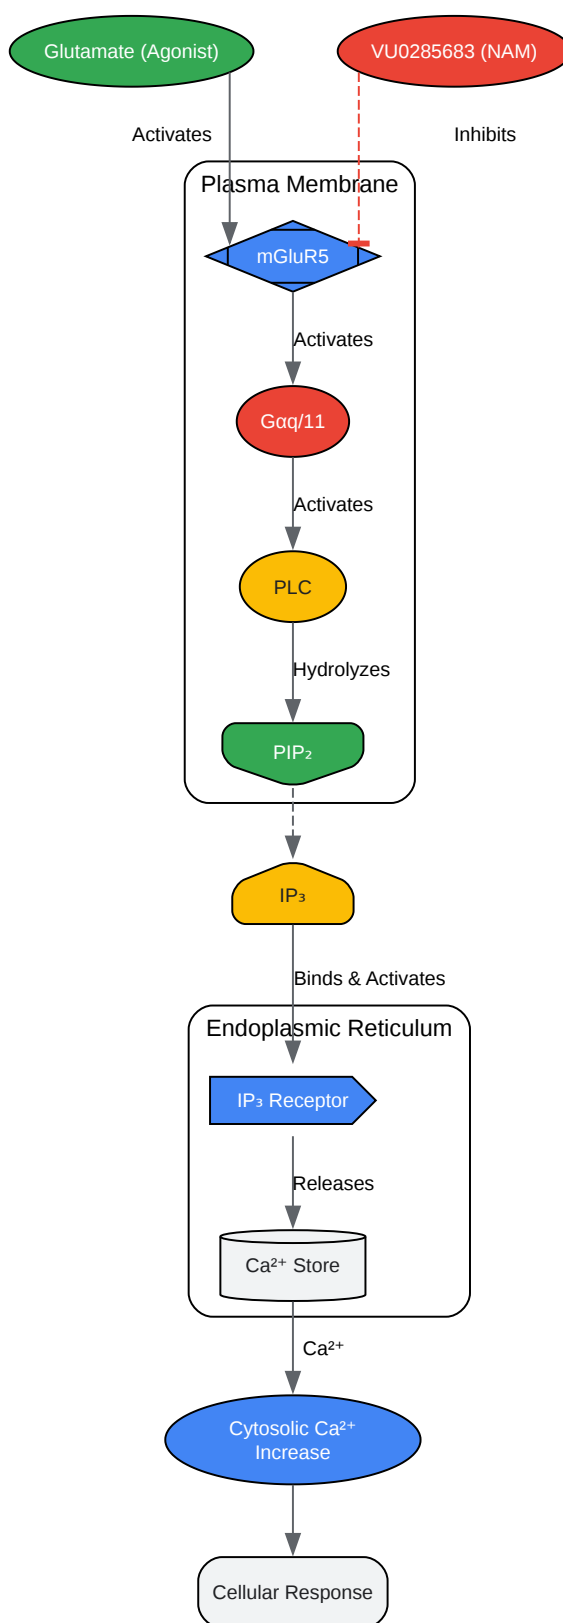 Glutamate (Agonist)
VU0285683 (NAM)
Activates
Inhibits
Plasma Membrane
mGluR5
Activates
Gαq/11
Activates
PLC
Hydrolyzes
PIP₂
IP₃
Binds & Activates
Endoplasmic Reticulum
IP₃ Receptor
Releases
Ca²⁺ Store
Ca²⁺
Cytosolic Ca²⁺
Increase
Cellular Response